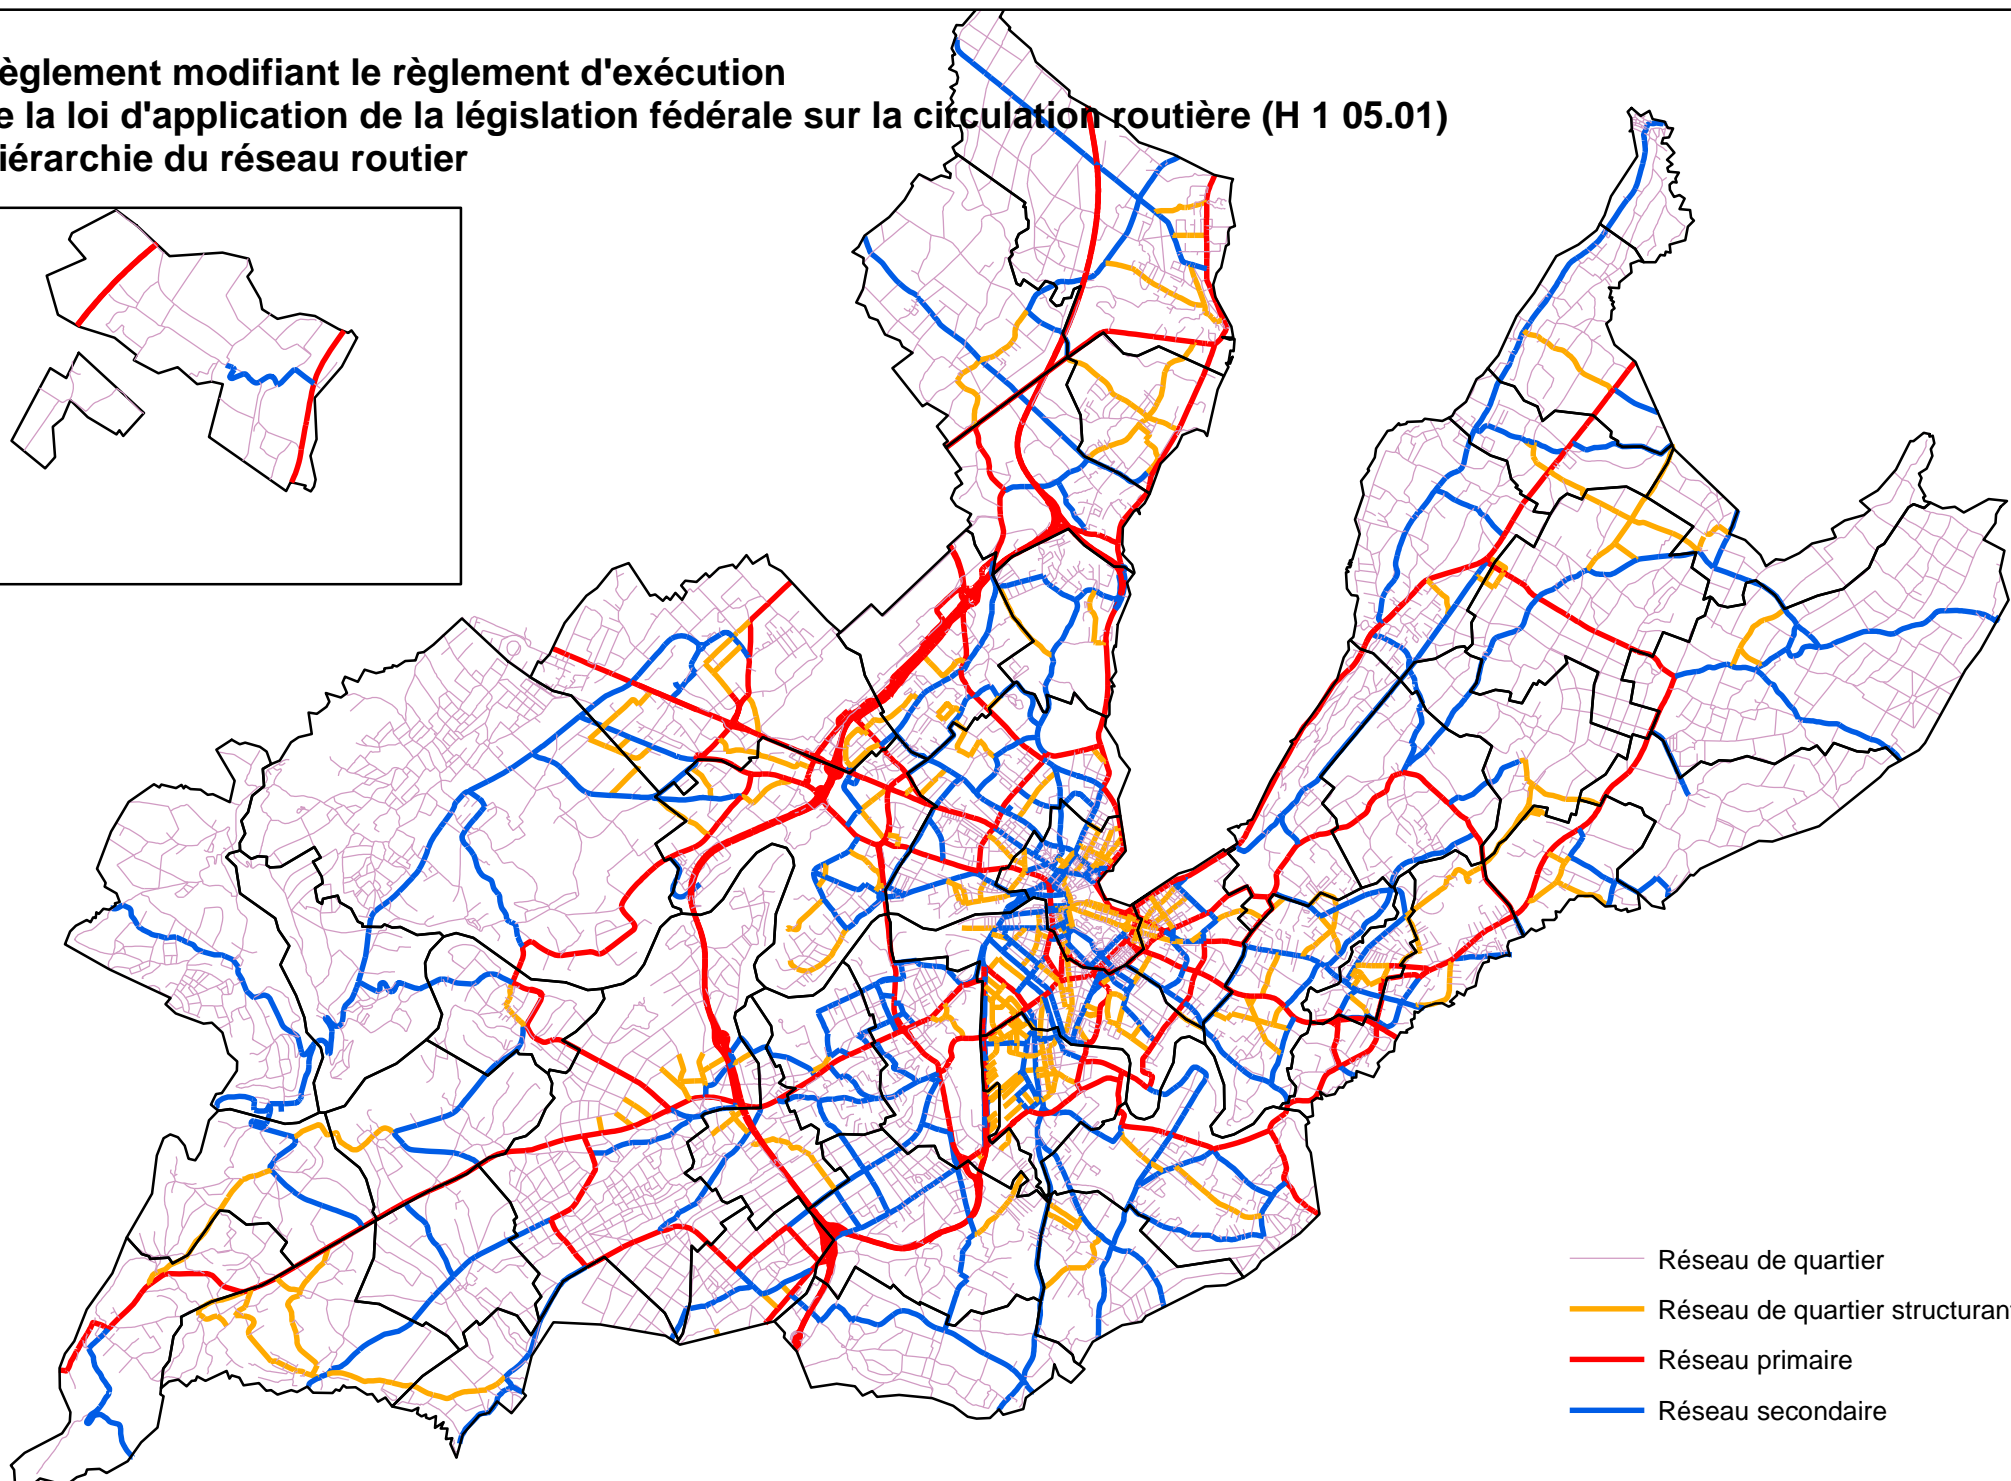 èglement modifiant le règlement d'exécution
e la loi d'application de la législation fédérale sur la circulation routière (H 1 05.01)
iérarchie du réseau routier
Réseau de quartier
Réseau de quartier structuran
Réseau primaire
Réseau secondaire